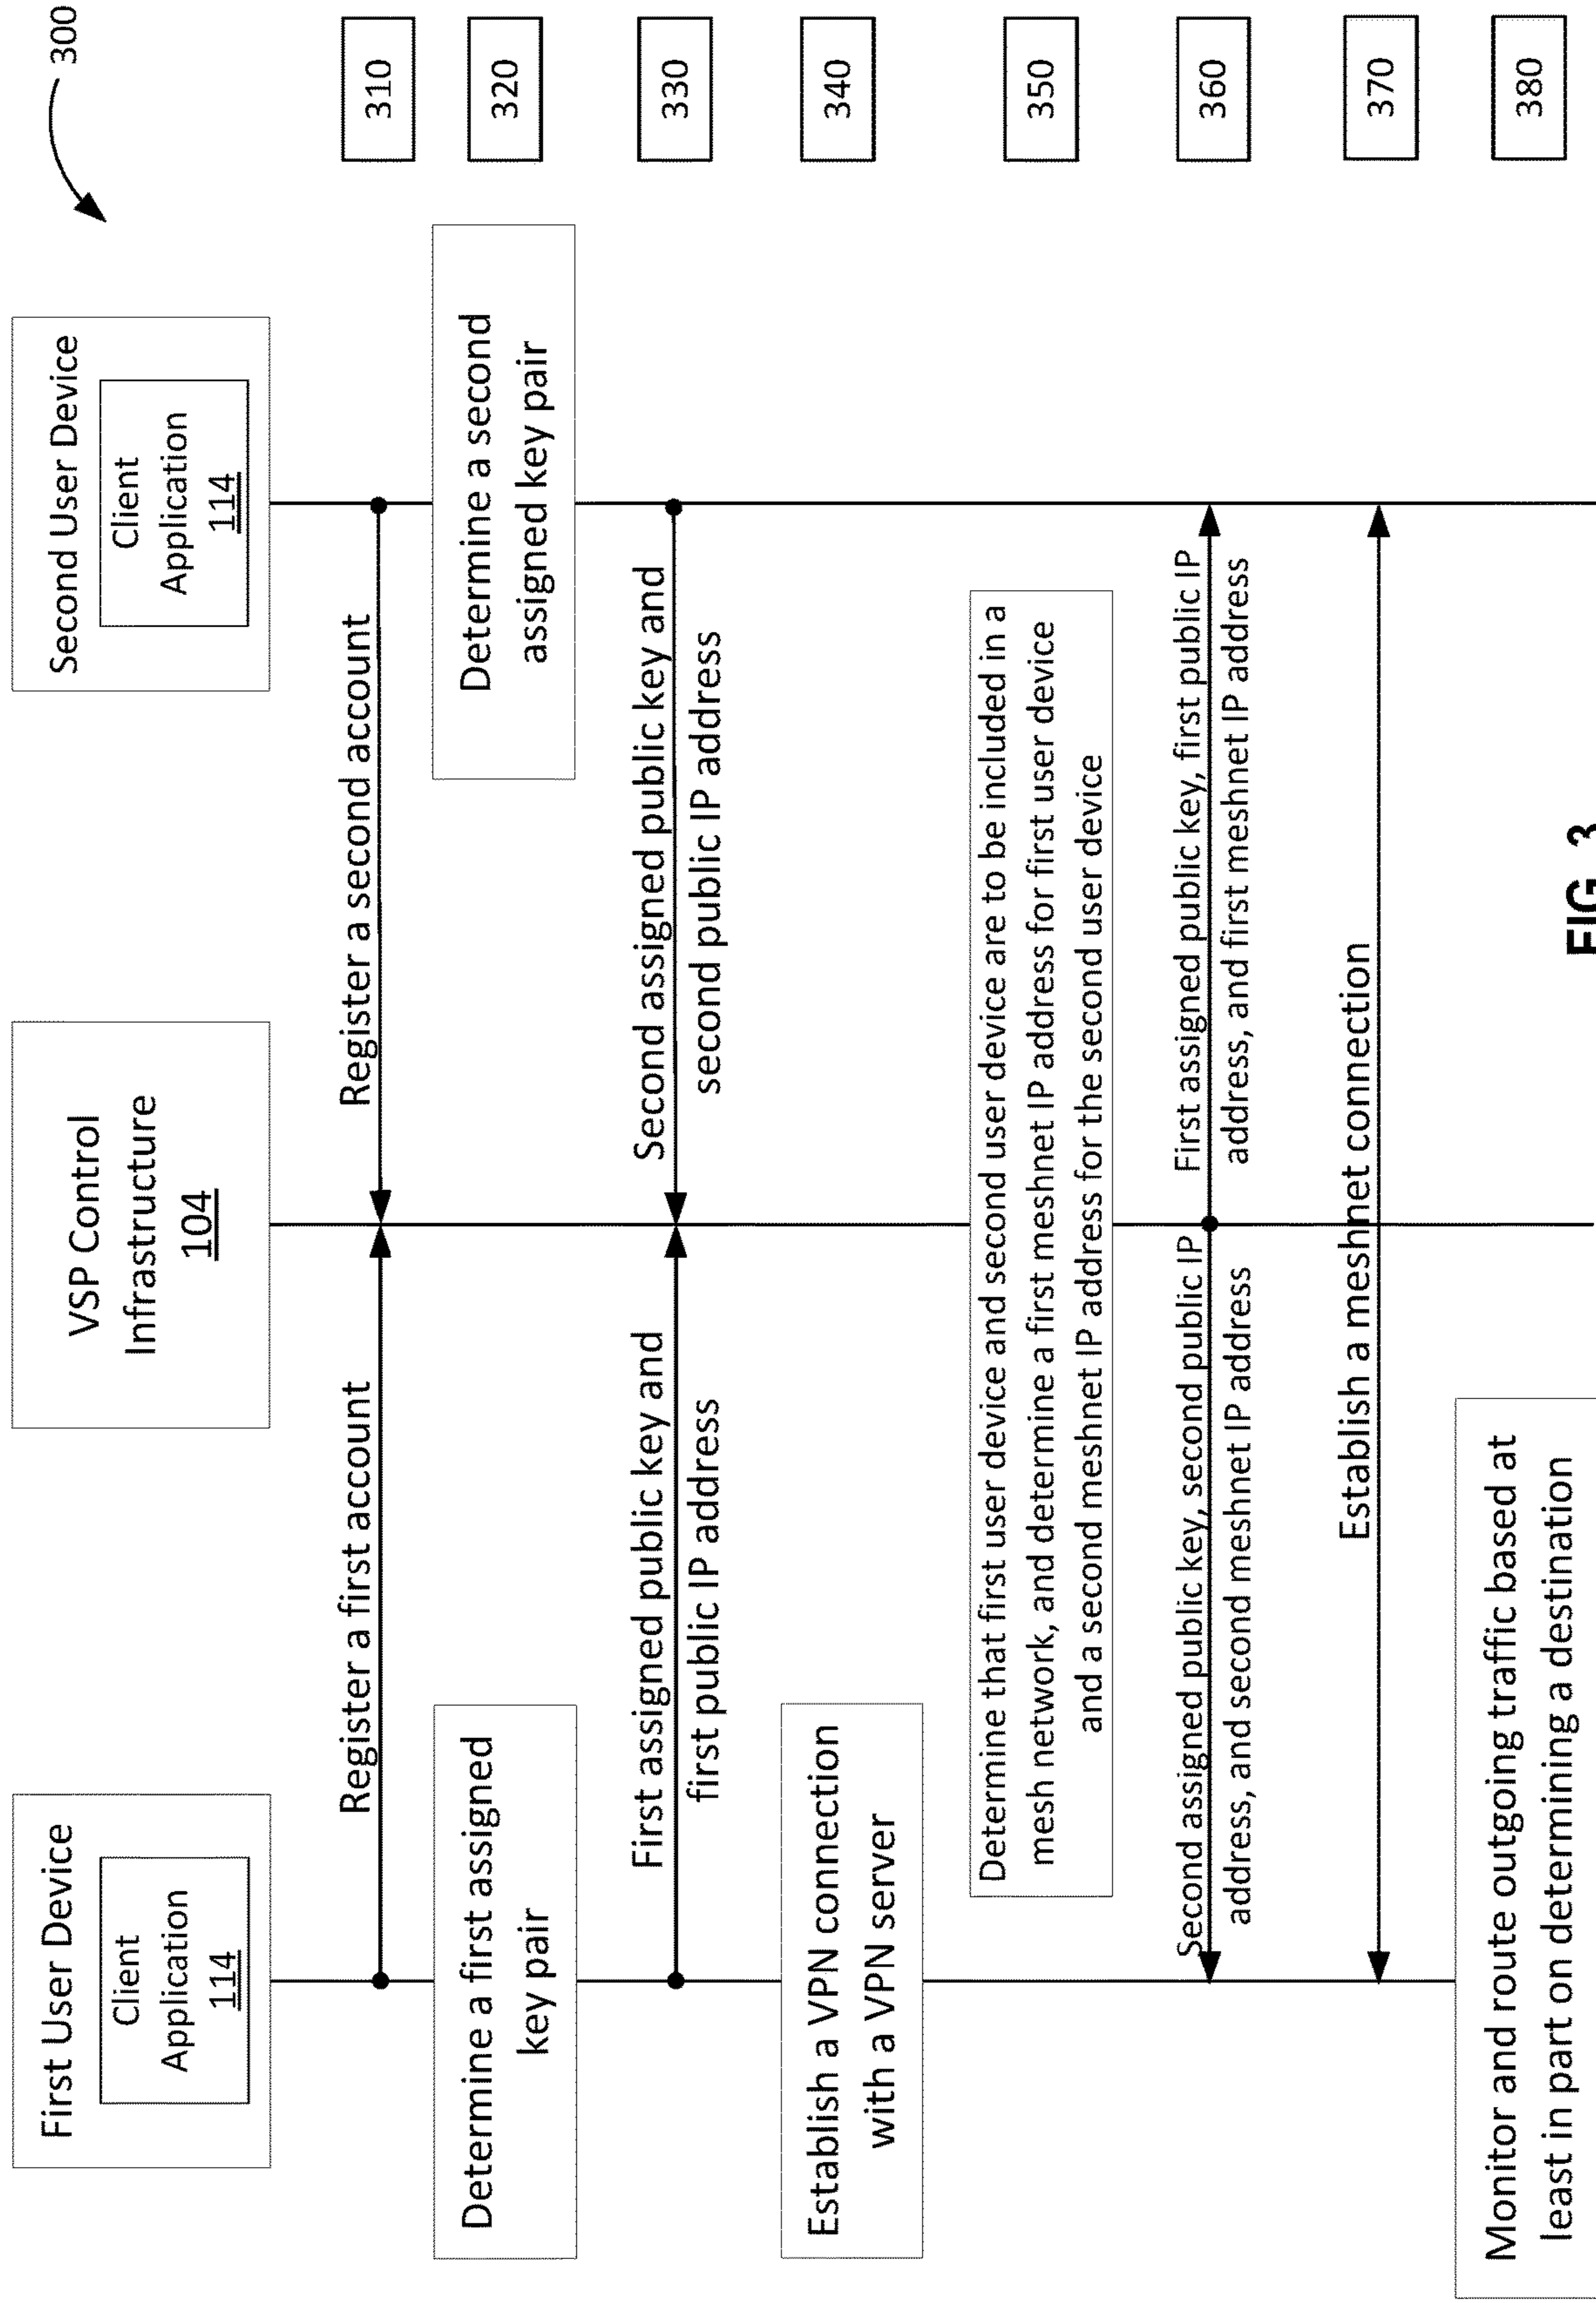 300
First User Device
Client
Application
114
VSP Control
Infrastructure
104
Second User Device
Client
Application
114
Register a first account
Register a second account
310
Determine a first assigned
key pair
Determine a second
assigned key pair
320
First assigned public key and
first public IP address
Second assigned public key and
second public IP address
330
Establish a VPN connection
with a VPN server
340
Determine that first user device and second user device are to be included in a
mesh network, and determine a first meshnet IP address for first user device
and a second meshnet IP address for the second user device
350
Second assigned public key, second public IP
address, and second meshnet IP address
First assigned public key, first public IP
address, and first meshnet IP address
360
Establish a meshnet connection
370
Monitor and route outgoing traffic based at
least in part on determining a destination
380
FIG. 3